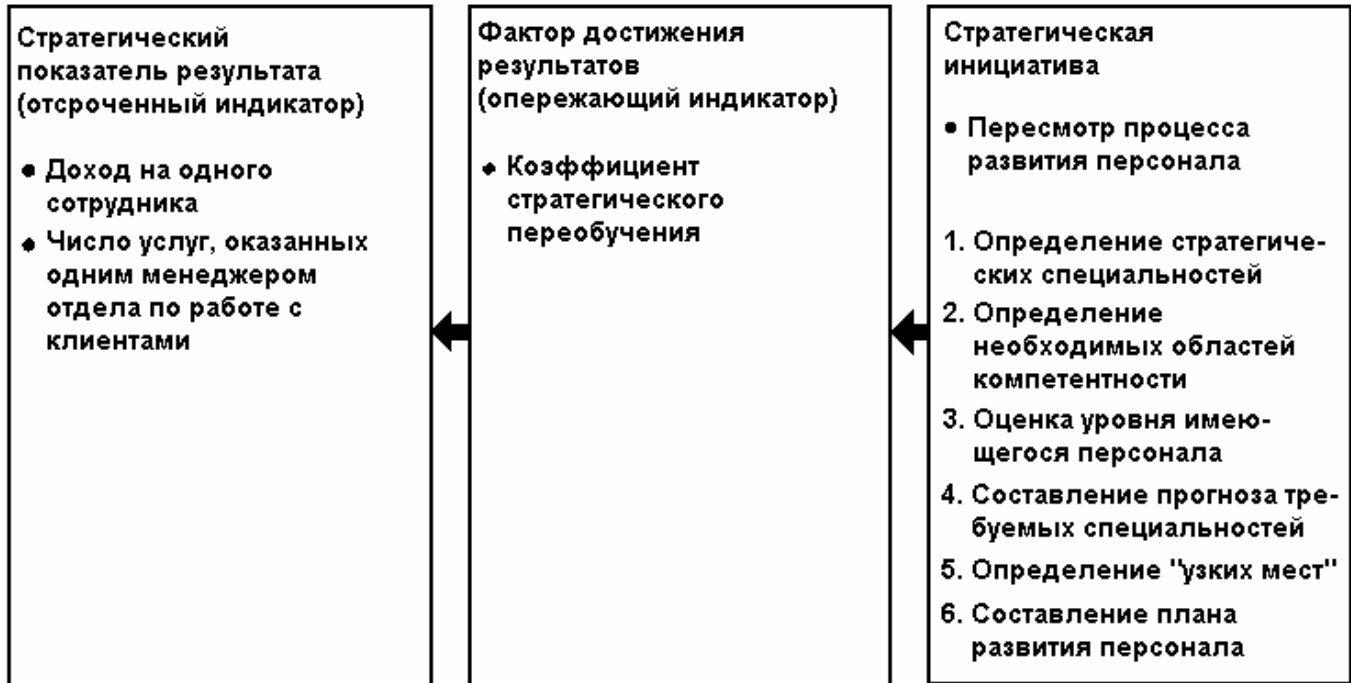 Стратегический
показатель результата
(отсроченный индикатор)
• Доход на одного
сотрудника
• Число услуг, оказанных
одним менеджером
отдела по работе с
клиентами
Фактор достижения
результатов
(опережающий индикатор)
• Коэффициент
стратегического
переобучения
Стратегическая
инициатива
• Пересмотр процесса
развития персонала
1. Определение стратегиче-
ских специальностей
2. Определение
необходимых областей
компетентности
3. Оценка уровня имею-
щегося персонала
4. Составление прогноза тре-
буемых специальностей
5. Определение "узких мест"
6. Составление плана
развития персонала